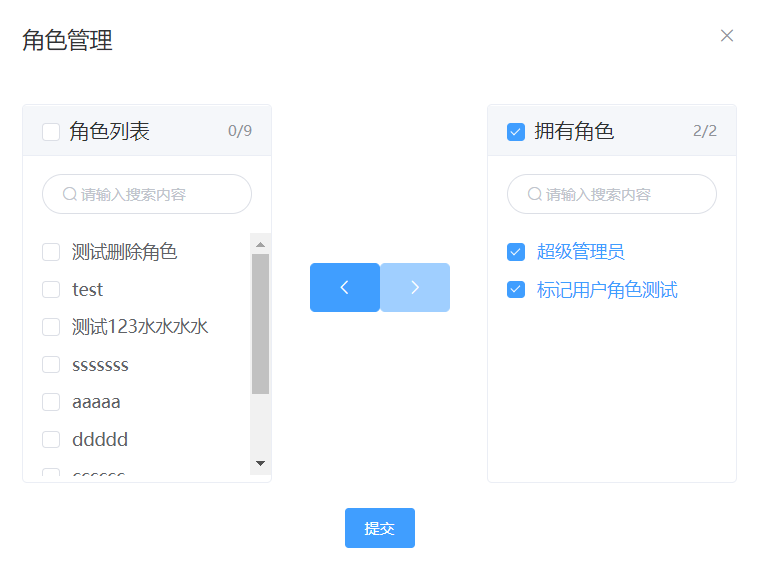 角色管理
角色列表 0/9
请输入搜索内容
测试删除角色
test
测试123水水水水
sssssss
aaaaa
ddddd
拥有角色 2/2
请输入搜索内容
超级管理员
标记用户角色测试
提交